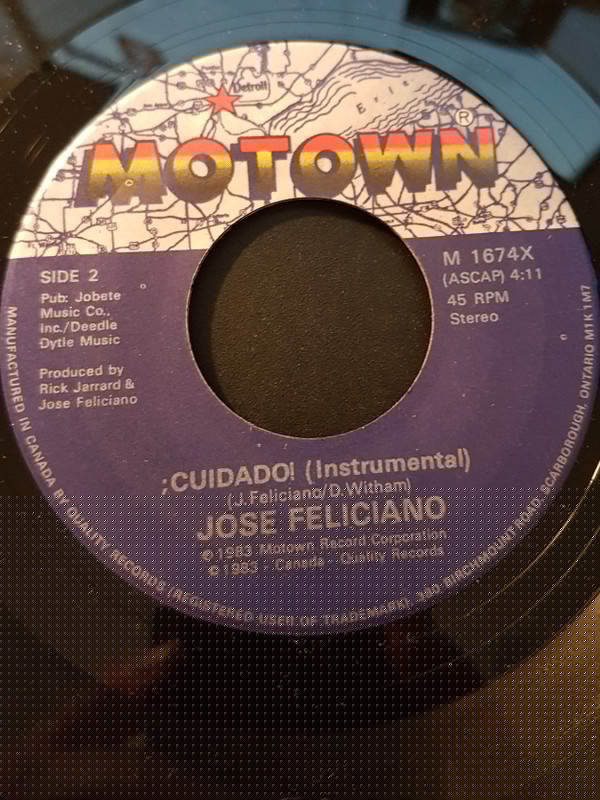 Detroit
Erie
MOTOWN®
SIDE 2
Pub: Jobete
Music Co.,
Inc./Deedle
Dytle Music
Produced by
Rick Jarrard &
Jose Feliciano
M 1674X
(ASCAP) 4:11
45 RPM
Stereo
¡CUIDADO! (Instrumental)
(J.Feliciano/D.Witham)
JOSE FELICIANO
℗ 1983 Motown Record Corporation
© 1983 - Canada - Quality Records
MANUFACTURED IN CANADA BY QUALITY RECORDS (REGISTERED USER OF TRADEMARK), 380 BIRCHMOUNT ROAD, SCARBOROUGH, ONTARIO M1K 1M7